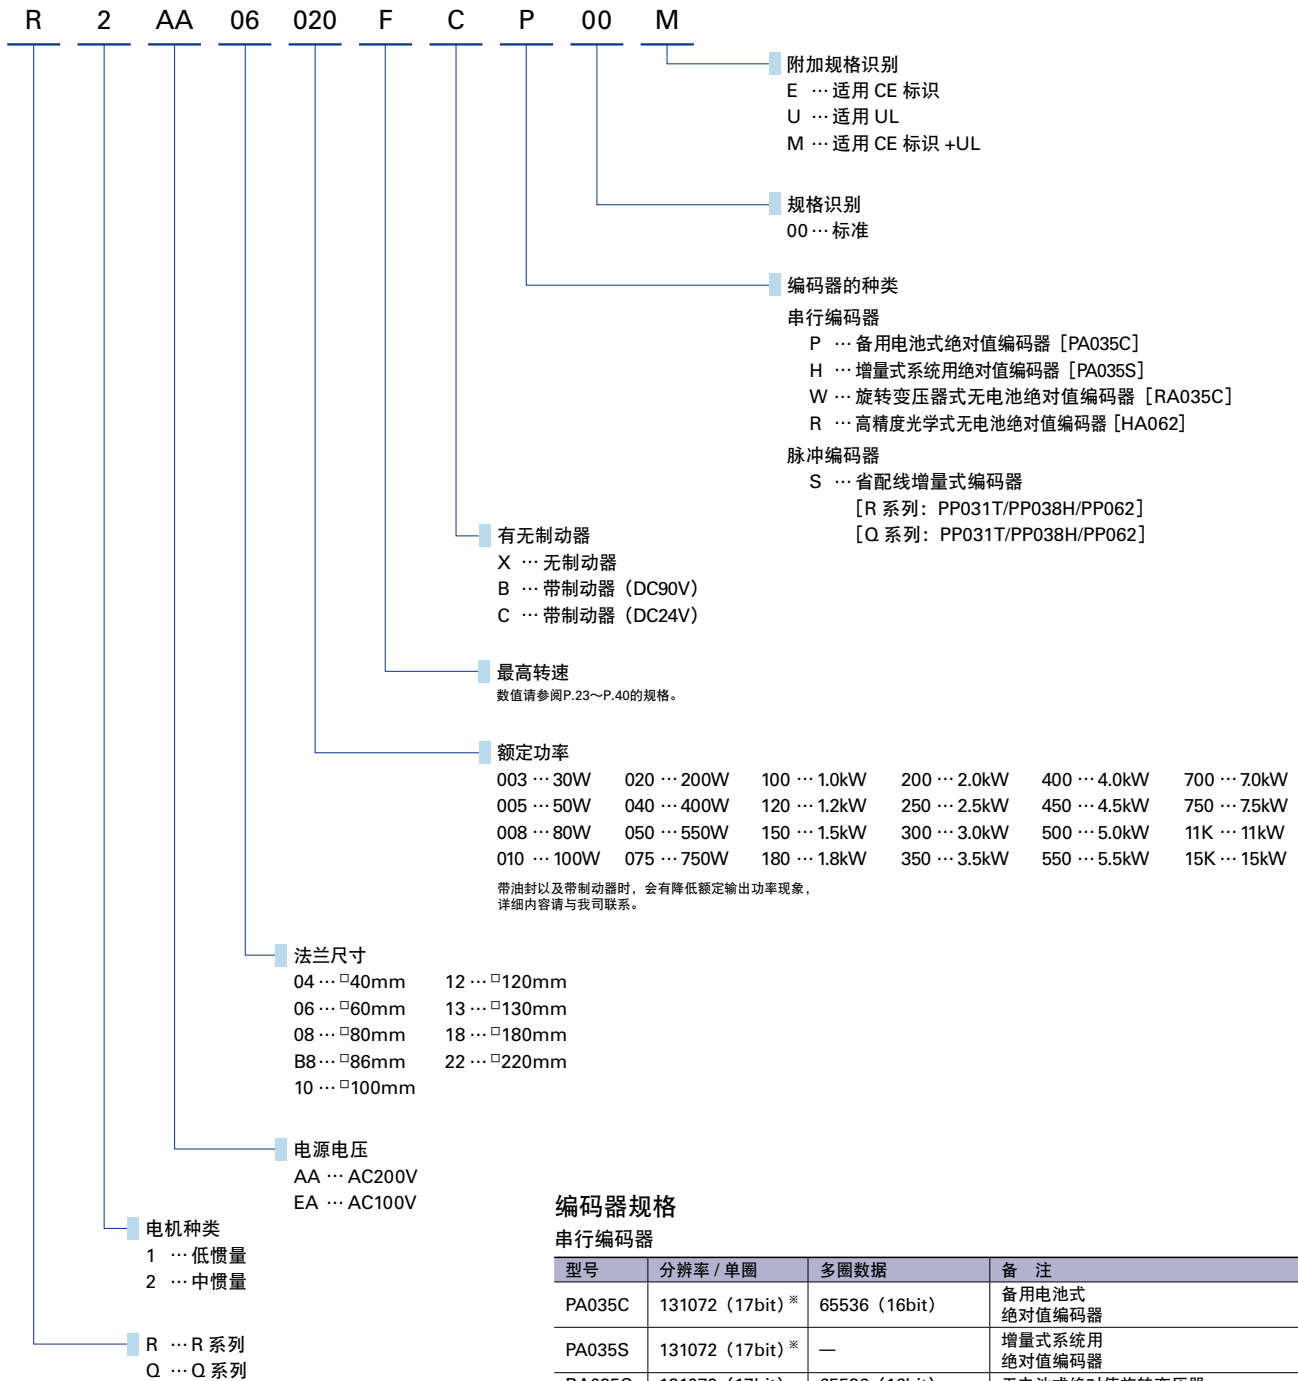 R 2 AA 06 020 F C P 00 M
附加规格识别
E … 适用 CE 标识
U … 适用 UL
M … 适用 CE 标识 +UL
规格识别
00 … 标准
编码器的种类
串行编码器
P … 备用电池式绝对值编码器［PA035C］
H … 增量式系统用绝对值编码器［PA035S］
W … 旋转变压器式无电池绝对值编码器［RA035C］
R … 高精度光学式无电池绝对值编码器［HA062］
脉冲编码器
S … 省配线增量式编码器
［R 系列：PP031T/PP038H/PP062］
［Q 系列：PP031T/PP038H/PP062］
有无制动器
X … 无制动器
B … 带制动器（DC90V）
C … 带制动器（DC24V）
最高转速
数值请参阅P.23～P.40的规格。
额定功率
003 … 30W 020 … 200W 100 … 1.0kW 200 … 2.0kW 400 … 4.0kW 700 … 7.0kW
005 … 50W 040 … 400W 120 … 1.2kW 250 … 2.5kW 450 … 4.5kW 750 … 7.5kW
008 … 80W 050 … 550W 150 … 1.5kW 300 … 3.0kW 500 … 5.0kW 11K … 11kW
010 … 100W 075 … 750W 180 … 1.8kW 350 … 3.5kW 550 … 5.5kW 15K … 15kW
带油封以及带制动器时，会有降低额定输出功率现象，
详细内容请与我司联系。
法兰尺寸
04 … □40mm 12 … □120mm
06 … □60mm 13 … □130mm
08 … □80mm 18 … □180mm
B8 … □86mm 22 … □220mm
10 … □100mm
电源电压
AA … AC200V
EA … AC100V
电机种类
1 … 低惯量
2 … 中惯量
R … R 系列
Q … Q 系列
编码器规格
串行编码器
型号 分辨率 / 单圈 多圈数据 备 注
PA035C 131072（17bit）※ 65536（16bit） 备用电池式
绝对值编码器
PA035S 131072（17bit）※ — 增量式系统用
绝对值编码器